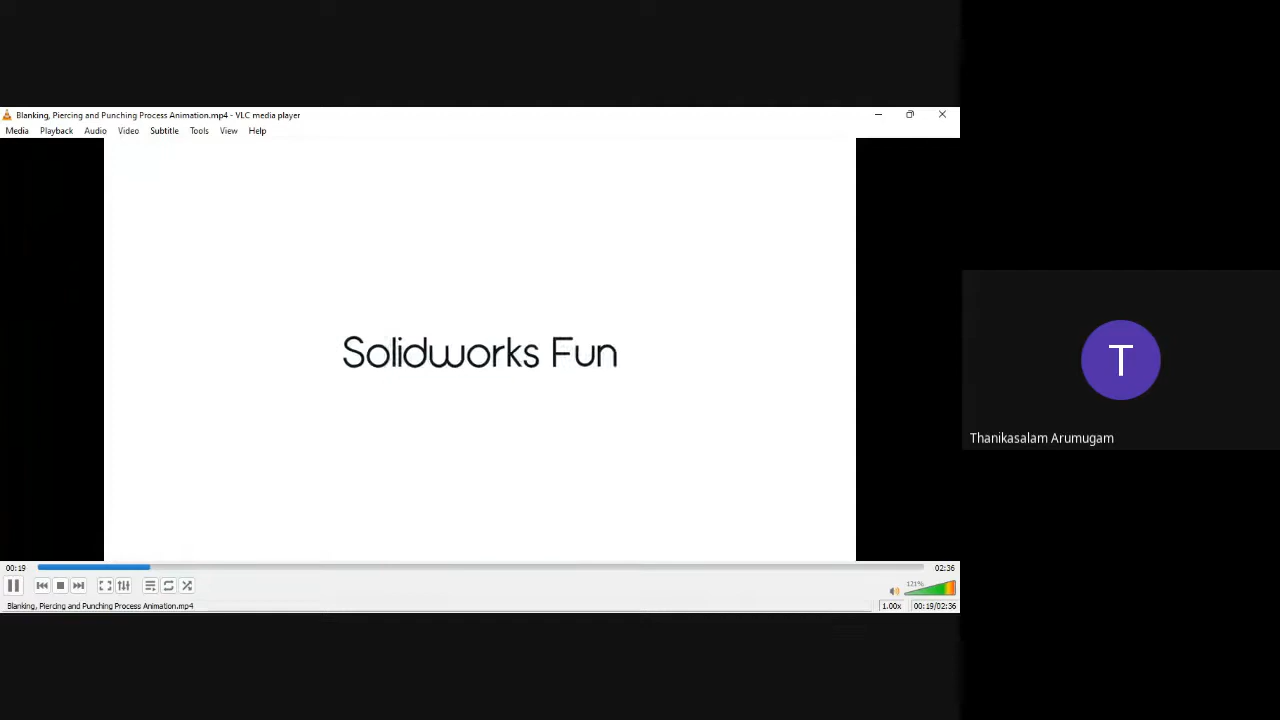 Blanking, Piercing and Punching Process Animation.mp4 - VLC media player
Media Playback Audio Video Subtitle Tools View Help
Solidworks Fun
T
Thanikasalam Arumugam
00:19 02:36
121%
Blanking, Piercing and Punching Process Animation.mp4 1.00x 00:19/02:36